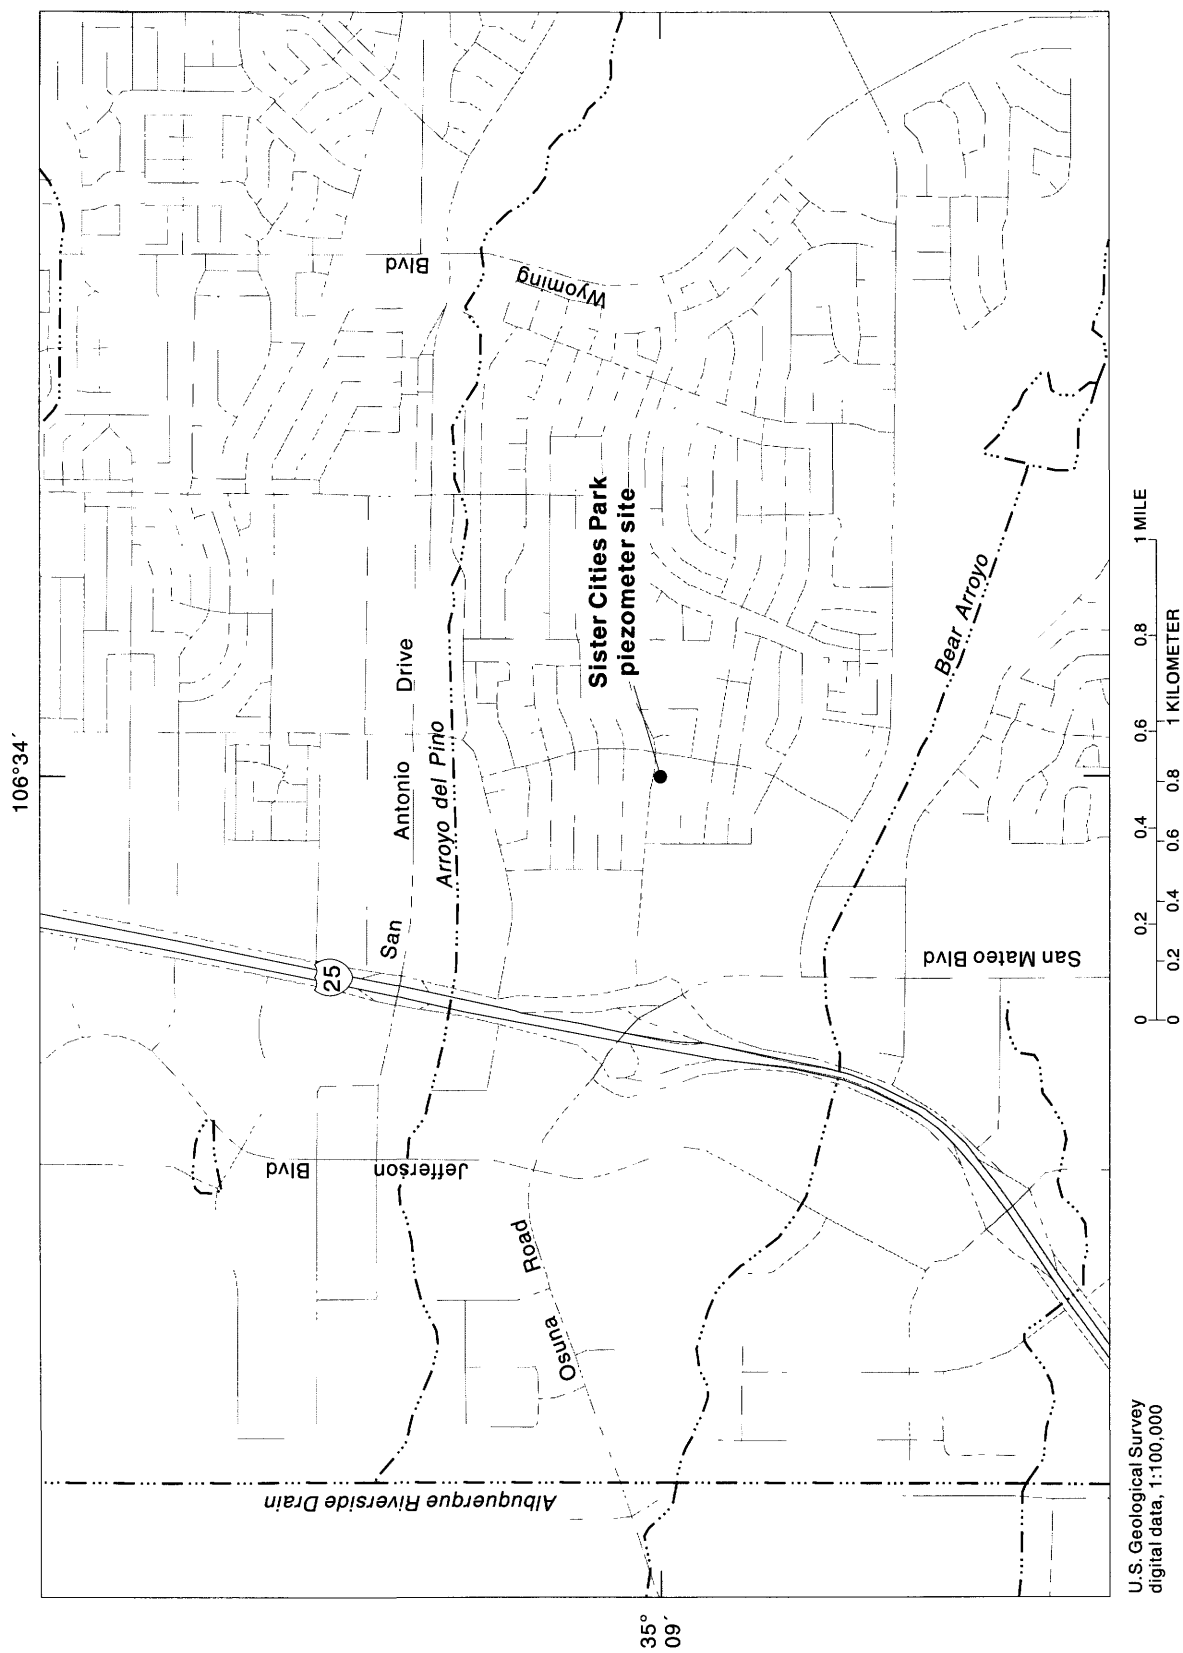 106°34´
35°
09´
25
San Antonio Drive
Arroyo del Pino
Wyoming Blvd
Sister Cities Park
piezometer site
Bear Arroyo
San Mateo Blvd
Jefferson Blvd
Osuna Road
Albuquerque Riverside Drain
U.S. Geological Survey
digital data, 1:100,000
0 0.2 0.4 0.6 0.8 1 MILE
0 0.2 0.4 0.6 0.8 1 KILOMETER